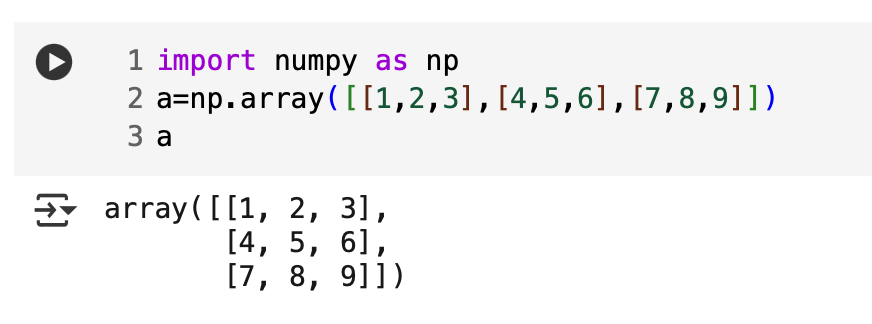 1 import numpy as np
2 a=np.array([[1,2,3],[4,5,6],[7,8,9]])
3 a
array([[1, 2, 3],
       [4, 5, 6],
       [7, 8, 9]])